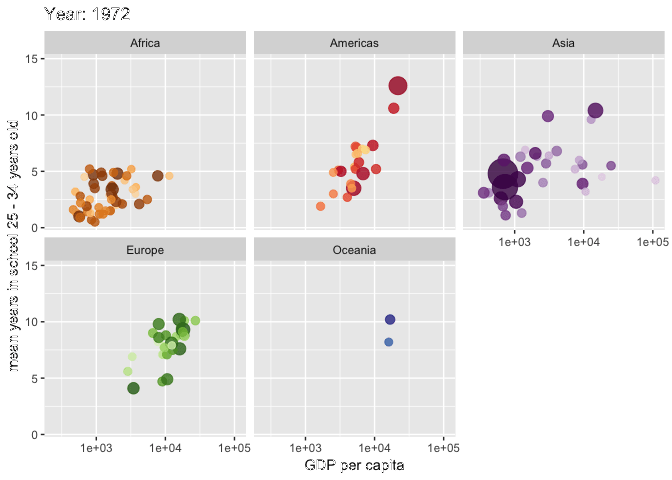 Year: 1972
Africa
Americas
Asia
15
10
5
0
mean years in school 25 - 34 years old
1e+03
1e+04
1e+05
Europe
Oceania
15
10
5
0
1e+03
1e+04
1e+05
1e+03
1e+04
1e+05
GDP per capita